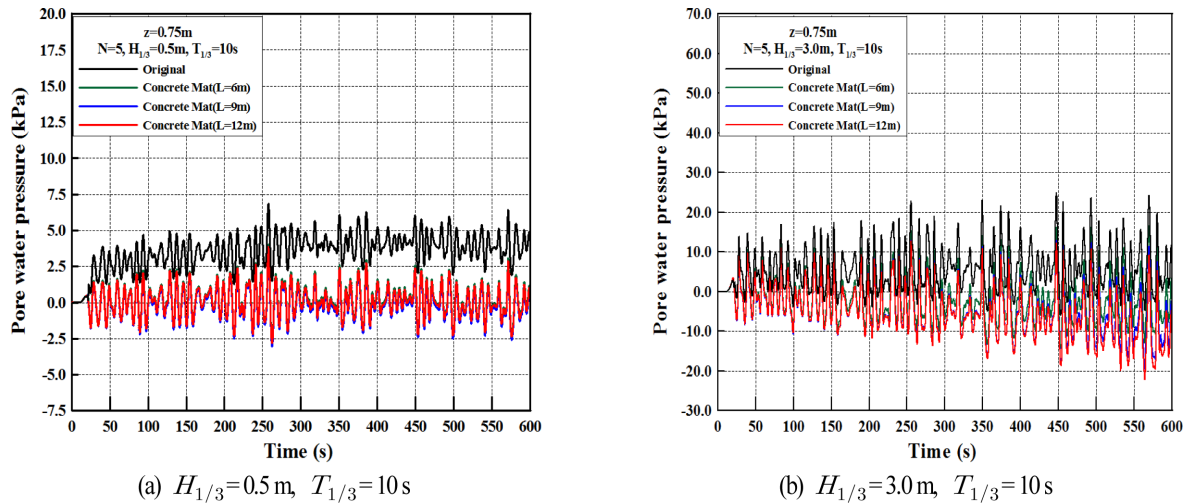 z=0.75m
N=5, H1/3=0.5m, T1/3=10s
Original
Concrete Mat(L=6m)
Concrete Mat(L=9m)
Concrete Mat(L=12m)
Pore water pressure (kPa)
20.0
17.5
15.0
12.5
10.0
7.5
5.0
2.5
0.0
-2.5
-5.0
-7.5
0 50 100 150 200 250 300 350 400 450 500 550 600
Time (s)
(a) H1/3=0.5 m, T1/3=10 s
z=0.75m
N=5, H1/3=3.0m, T1/3=10s
Original
Concrete Mat(L=6m)
Concrete Mat(L=9m)
Concrete Mat(L=12m)
Pore water pressure (kPa)
70.0
60.0
50.0
40.0
30.0
20.0
10.0
0.0
-10.0
-20.0
-30.0
0 50 100 150 200 250 300 350 400 450 500 550 600
Time (s)
(b) H1/3=3.0 m, T1/3=10 s